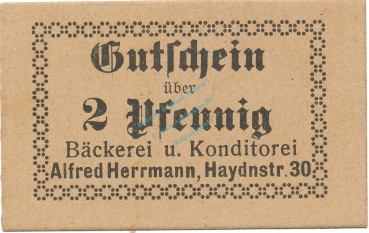 Gutschein
über
2 Pfennig
Bäckerei u. Konditorei
Alfred Herrmann, Haydnstr. 30.